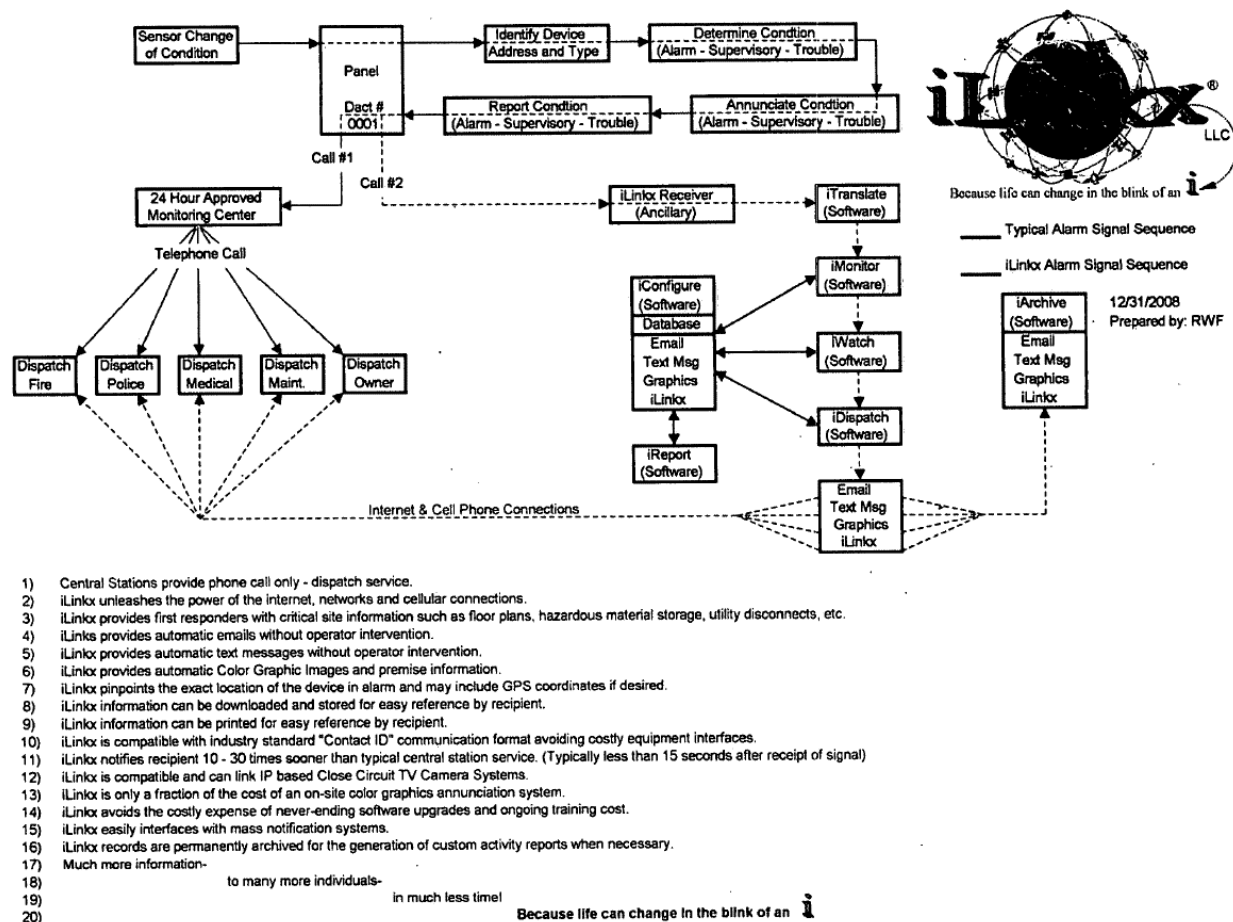 Sensor Change
of Condition
Panel
Dact #
0001
Identify Device
Address and Type
Determine Condtion
(Alarm - Supervisory - Trouble)
Report Condtion
(Alarm - Supervisory - Trouble)
Annunciate Condtion
(Alarm - Supervisory - Trouble)
iL kx ®
LLC
Because life can change in the blink of an i
Call #1
Call #2
24 Hour Approved
Monitoring Center
Telephone Call
iLinkx Receiver
(Ancillary)
iTranslate
(Software)
Typical Alarm Signal Sequence
iLinkx Alarm Signal Sequence
iMonitor
(Software)
iConfigure
(Software)
Database
Email
Text Msg
Graphics
iLinkx
iArchive
(Software)
Email
Text Msg
Graphics
iLinkx
12/31/2008
Prepared by: RWF
IWatch
(Software)
Dispatch
Fire
Dispatch
Police
Dispatch
Medical
Dispatch
Maint.
Dispatch
Owner
iDispatch
(Software)
iReport
(Software)
Internet & Cell Phone Connections
Email
Text Msg
Graphics
iLinkx
1) Central Stations provide phone call only - dispatch service.
2) iLinkx unleashes the power of the internet, networks and cellular connections.
3) iLinkx provides first responders with critical site information such as floor plans, hazardous material storage, utility disconnects, etc.
4) iLinks provides automatic emails without operator intervention.
5) iLinkx provides automatic text messages without operator intervention.
6) iLinkx provides automatic Color Graphic Images and premise information.
7) iLinkx pinpoints the exact location of the device in alarm and may include GPS coordinates if desired.
8) iLinkx information can be downloaded and stored for easy reference by recipient.
9) iLinkx information can be printed for easy reference by recipient.
10) iLinkx is compatible with industry standard "Contact ID" communication format avoiding costly equipment interfaces.
11) iLinkx notifies recipient 10 - 30 times sooner than typical central station service. (Typically less than 15 seconds after receipt of signal)
12) iLinkx is compatible and can link IP based Close Circuit TV Camera Systems.
13) iLinkx is only a fraction of the cost of an on-site color graphics annunciation system.
14) iLinkx avoids the costly expense of never-ending software upgrades and ongoing training cost.
15) iLinkx easily interfaces with mass notification systems.
16) iLinkx records are permanently archived for the generation of custom activity reports when necessary.
17) Much more information-
18) to many more individuals-
19) in much less time!
20) Because life can change in the blink of an i